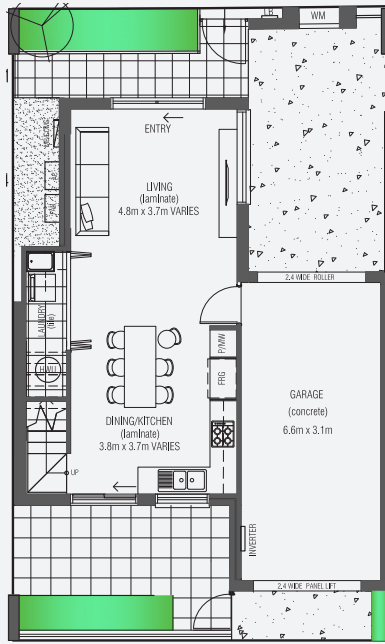 LB
WM
ENTRY
LIVING
(laminate)
4.8m x 3.7m VARIES
2.4 WIDE ROLLER
LAUNDRY
(tile)
HWU
P/MW
FRG
GARAGE
(concrete)
6.6m x 3.1m
DINING/KITCHEN
(laminate)
3.8m x 3.7m VARIES
UP
INVERTER
2.4 WIDE PANEL LIFT